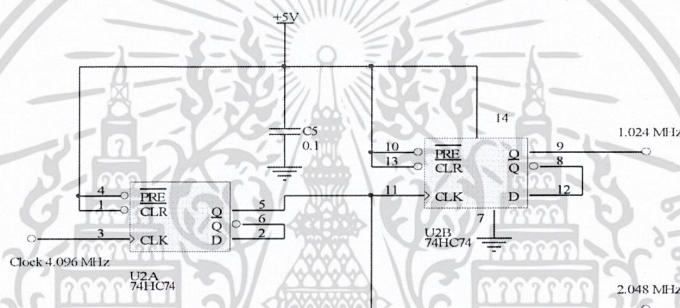 +5V
C5
0.1
14
10
PRE
Q
9
1.024 MHz
13
CLR
Q
8
11
CLK
D
12
7
U2B
74HC74
4
PRE
1
CLR
Q
5
Q
6
3
CLK
D
2
Clock 4.096 MHz
U2A
74HC74
2.048 MHz